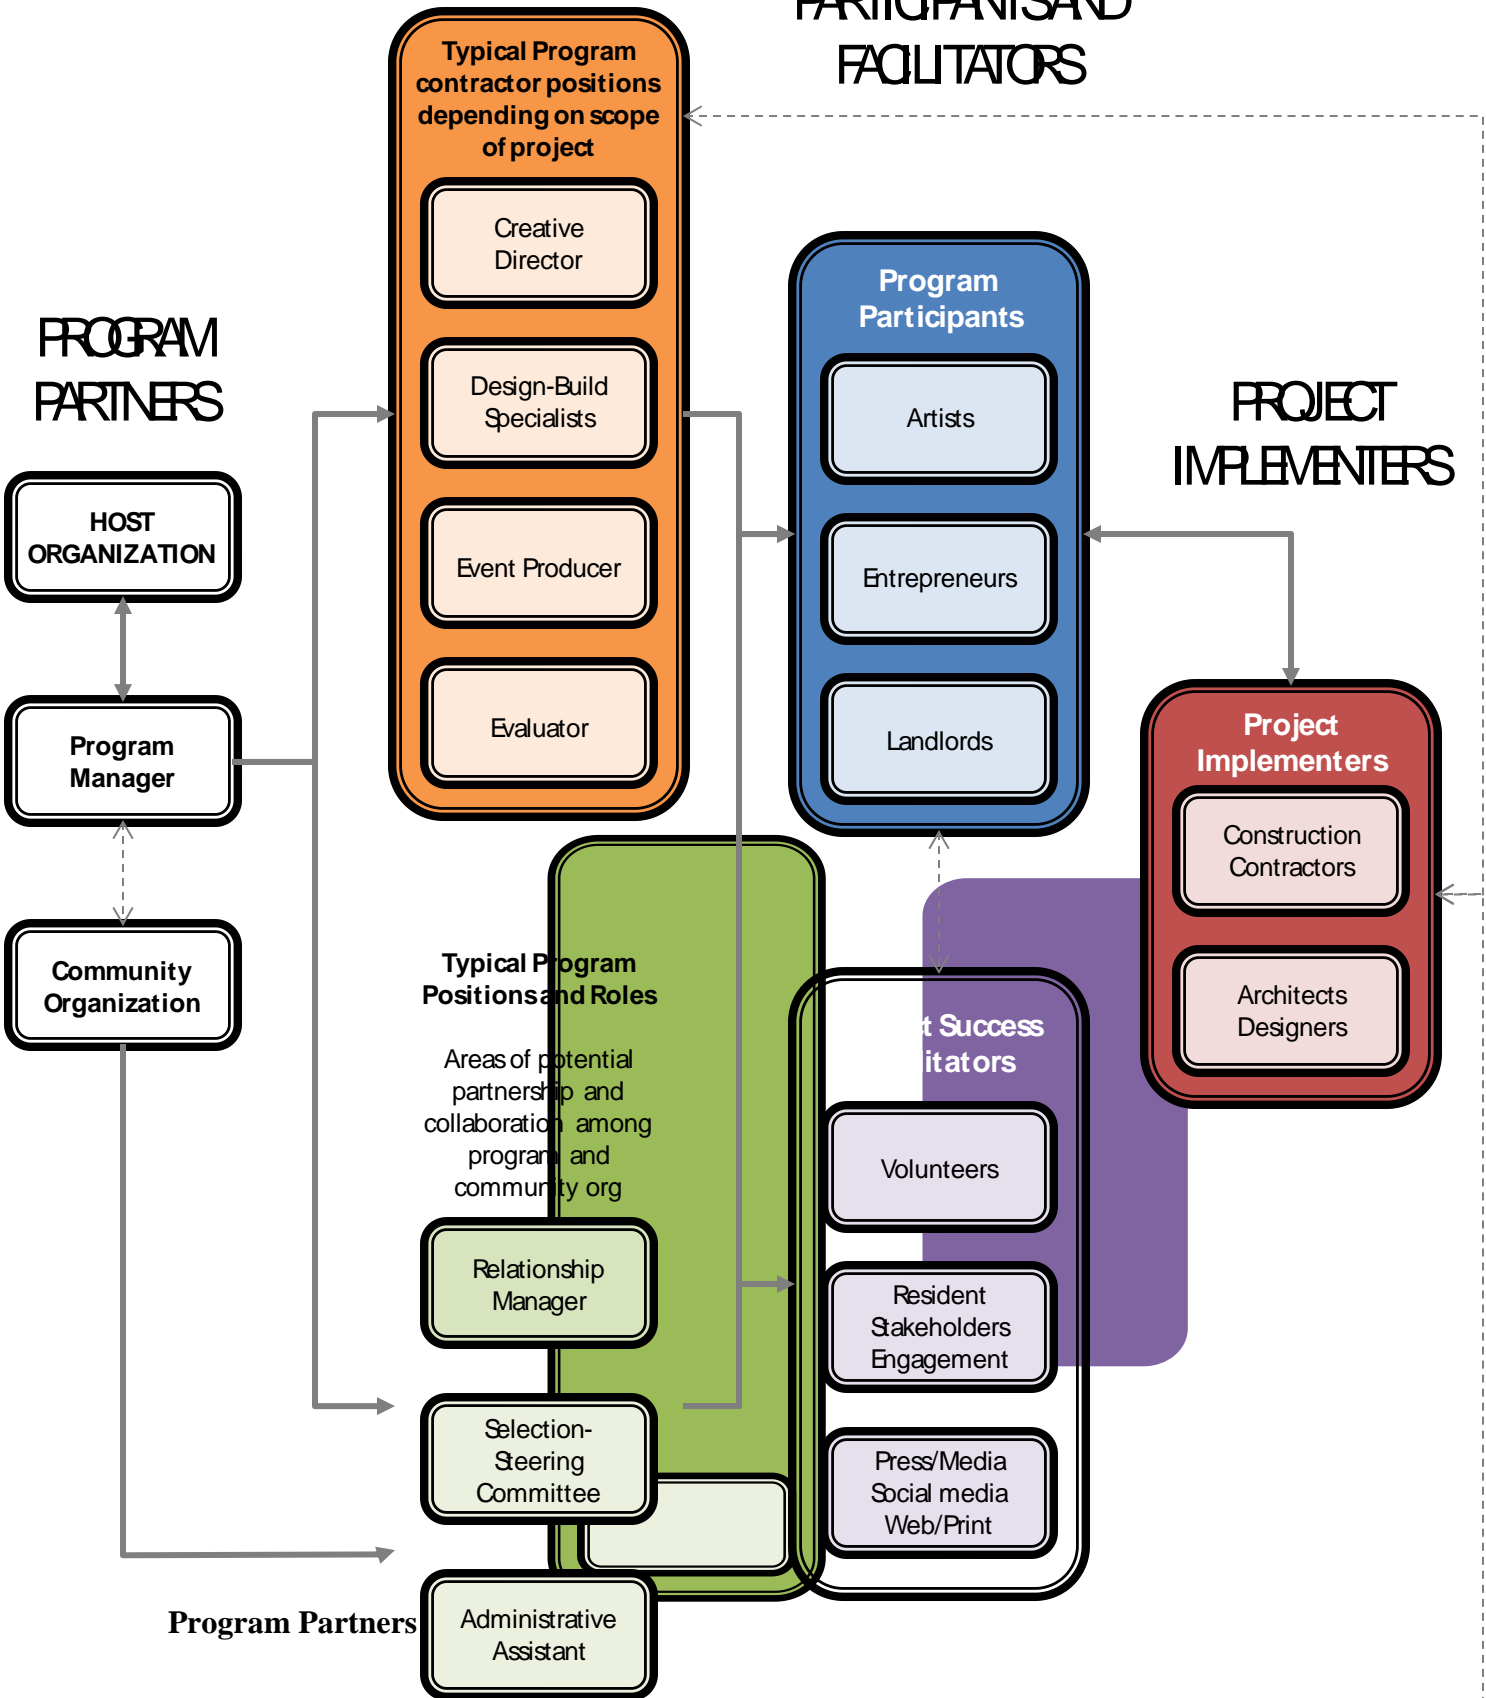 PARTICIPANTS AND
FACILITATORS
Typical Program
contractor positions
depending on scope
of project
Creative
Director
Design-Build
Specialists
Event Producer
Evaluator
PROGRAM
PARTNERS
HOST
ORGANIZATION
Program
Manager
Community
Organization
Program
Participants
Artists
Entrepreneurs
Landlords
PROJECT
IMPLEMENTERS
Project
Implementers
Construction
Contractors
Architects
Designers
Typical Program
Positions and Roles
Areas of potential
partnership and
collaboration among
program and
community org
Relationship
Manager
Selection-
Steering
Committee
Administrative
Assistant
Success
Volunteers
Resident
Stakeholders
Engagement
Press/Media
Social media
Web/Print
Program Partners